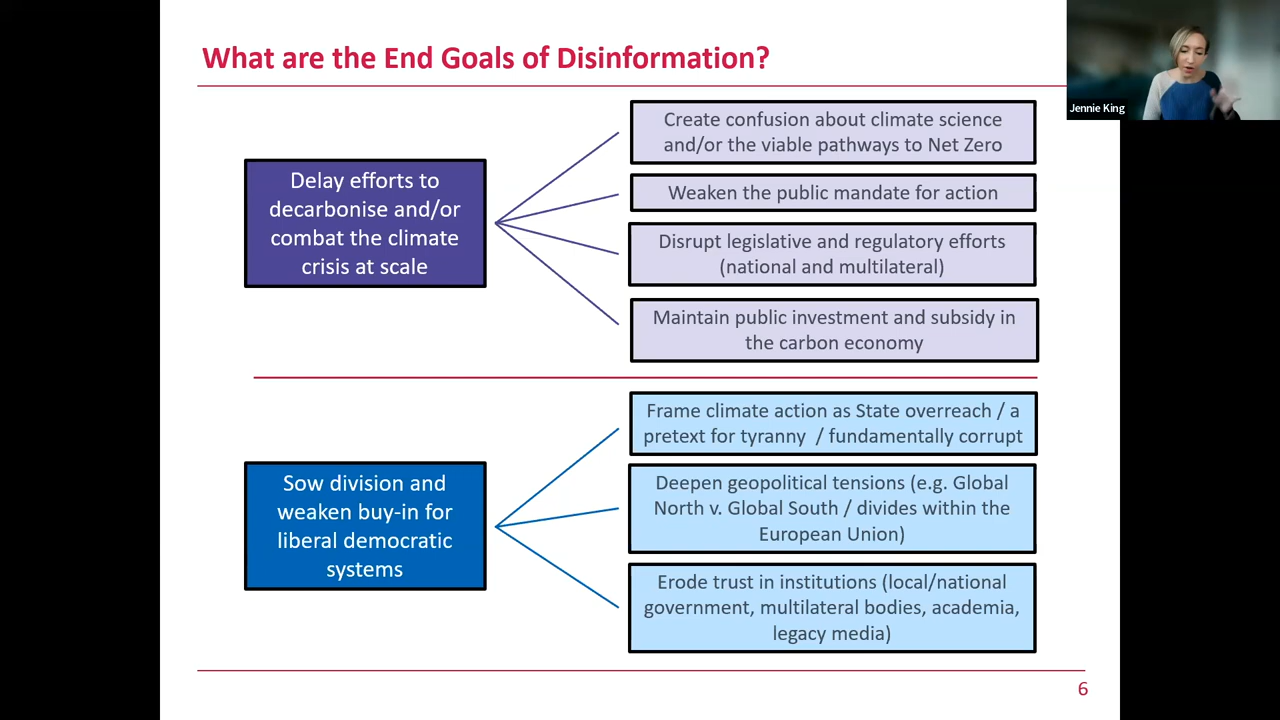 What are the End Goals of Disinformation?
Jennie King
Delay efforts to
decarbonise and/or
combat the climate
crisis at scale
Create confusion about climate science
and/or the viable pathways to Net Zero
Weaken the public mandate for action
Disrupt legislative and regulatory efforts
(national and multilateral)
Maintain public investment and subsidy in
the carbon economy
Sow division and
weaken buy-in for
liberal democratic
systems
Frame climate action as State overreach / a
pretext for tyranny / fundamentally corrupt
Deepen geopolitical tensions (e.g. Global
North v. Global South / divides within the
European Union)
Erode trust in institutions (local/national
government, multilateral bodies, academia,
legacy media)
6